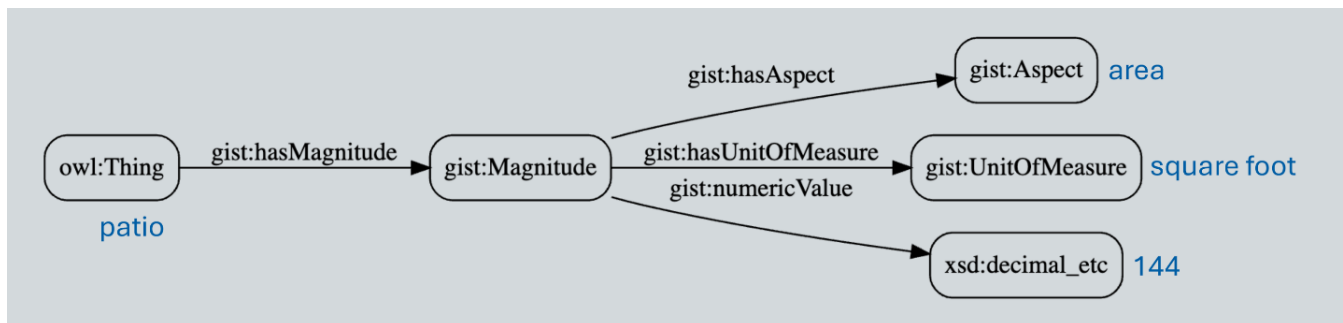 gist:hasAspect
gist:Aspect area
owl:Thing gist:hasMagnitude gist:Magnitude gist:hasUnitOfMeasure gist:UnitOfMeasure square foot
gist:numericValue
patio
xsd:decimal_etc 144